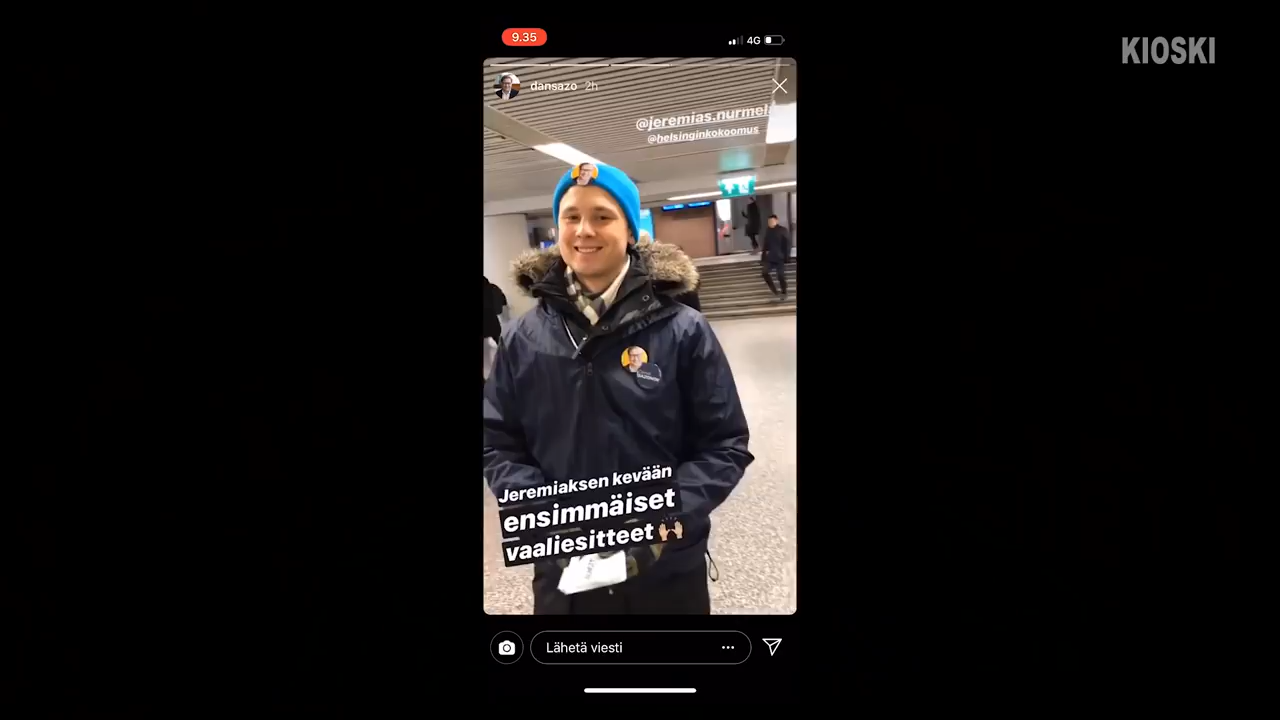 9.35
4G
KIOSKI
dansazo 2h
@jeremias.nurmel
@helsinginkokoomus
Jeremiaksen kevään
ensimmäiset
vaaliesitteet 🙌🏼
Lähetä viesti